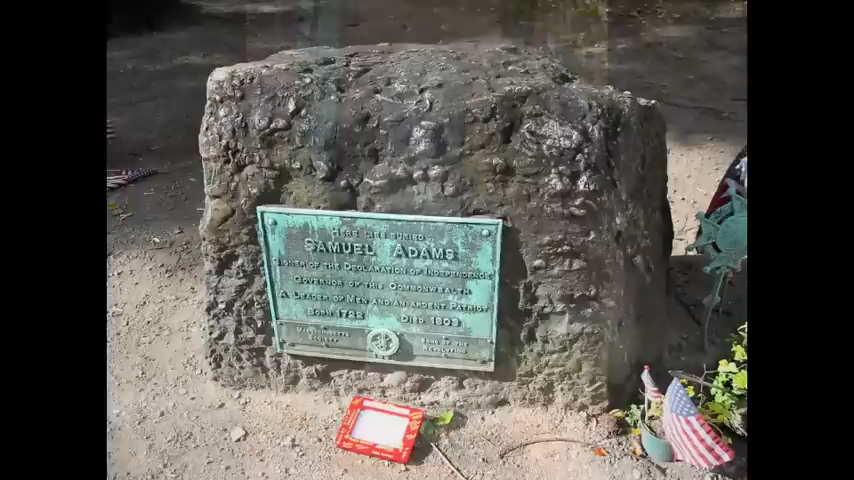 HERE LIES BURIED
SAMUEL ADAMS
SIGNER OF THE DECLARATION OF INDEPENDENCE
GOVERNOR OF THIS COMMONWEALTH
A LEADER OF MEN AND AN ARDENT PATRIOT
BORN 1722 DIED 1803
MASSACHUSETTS SOCIETY
SONS OF THE REVOLUTION